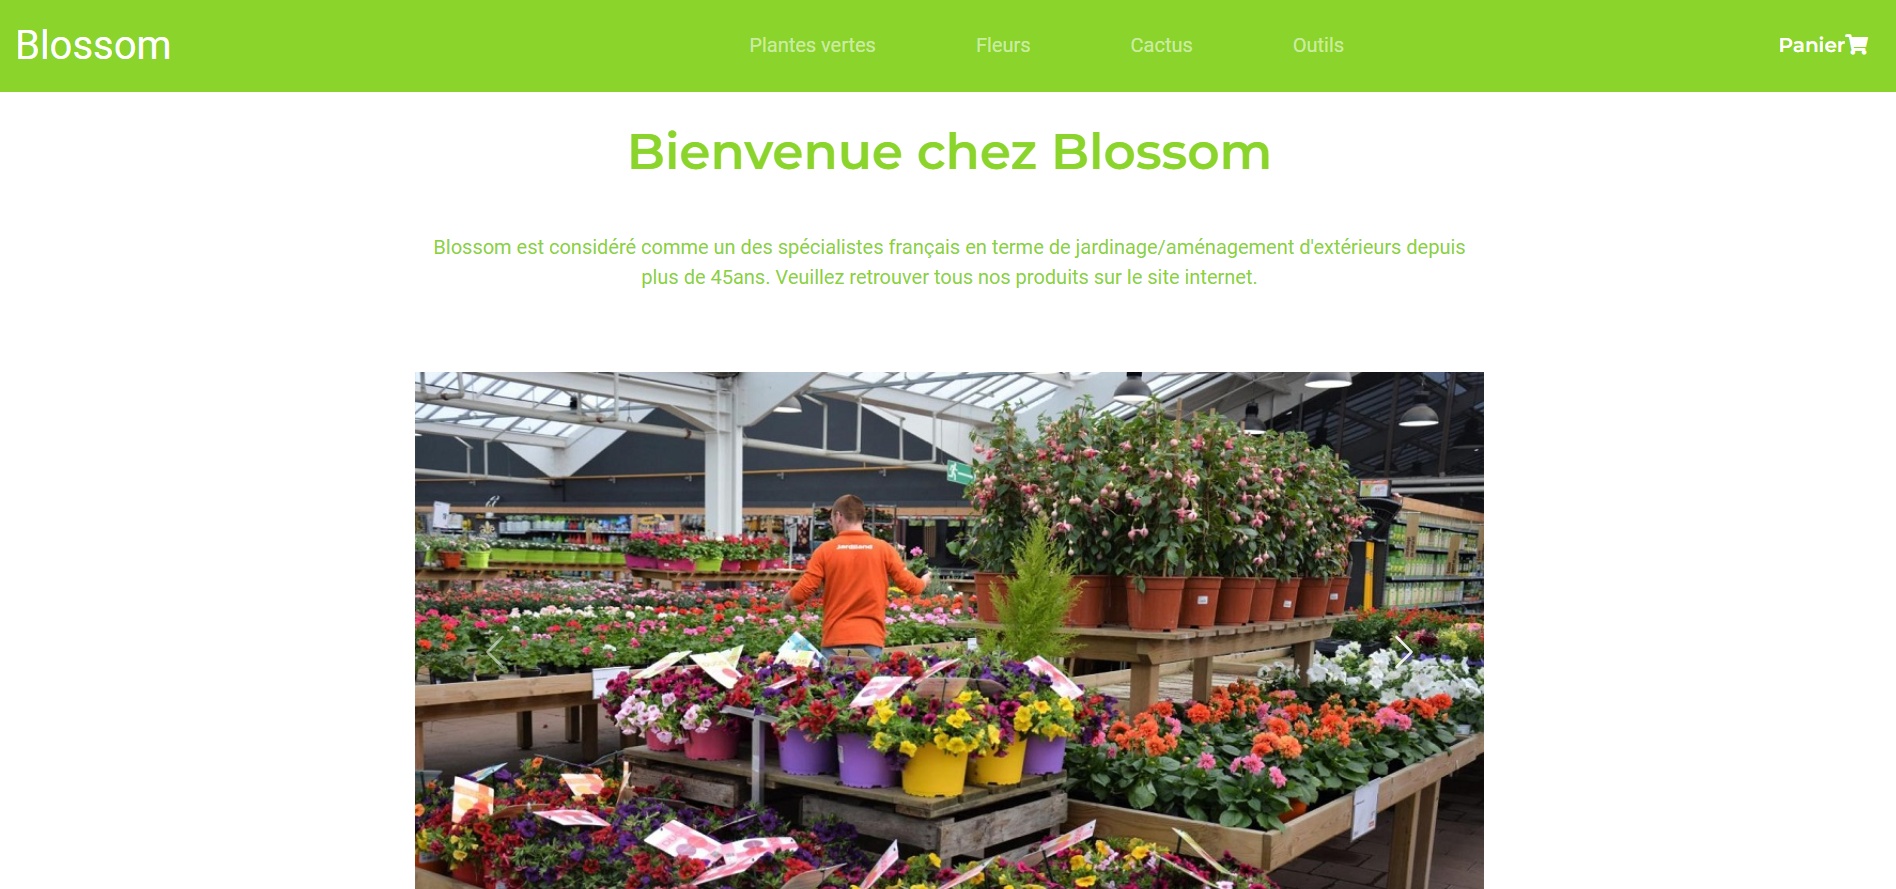 Blossom
Plantes vertes
Fleurs
Cactus
Outils
Panier
Bienvenue chez Blossom
Blossom est considéré comme un des spécialistes français en terme de jardinage/aménagement d'extérieurs depuis
plus de 45ans. Veuillez retrouver tous nos produits sur le site internet.
jardiland